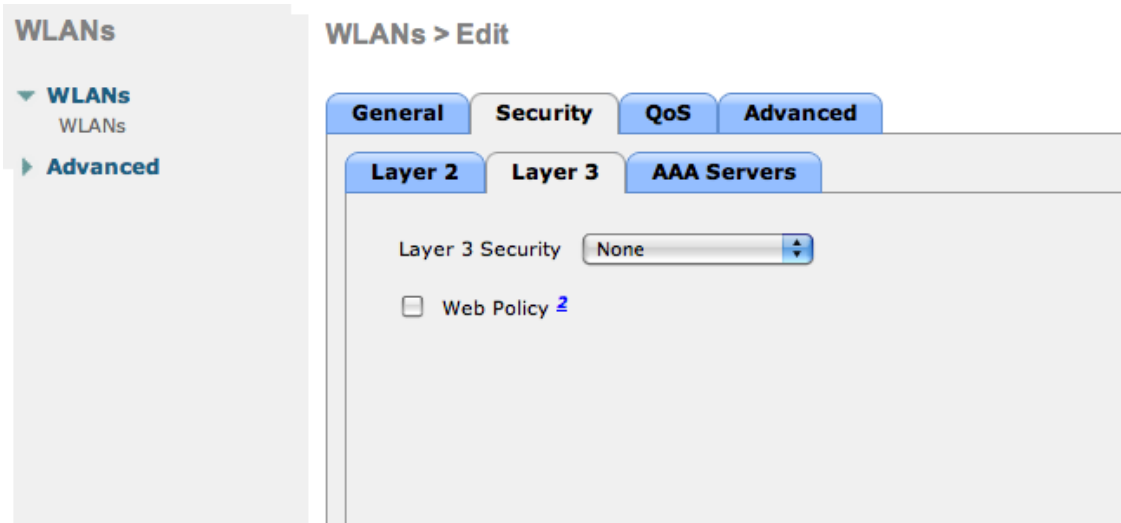 WLANs
WLANs
WLANs
Advanced
WLANs > Edit
General Security QoS Advanced
Layer 2 Layer 3 AAA Servers
Layer 3 Security None
Web Policy 2